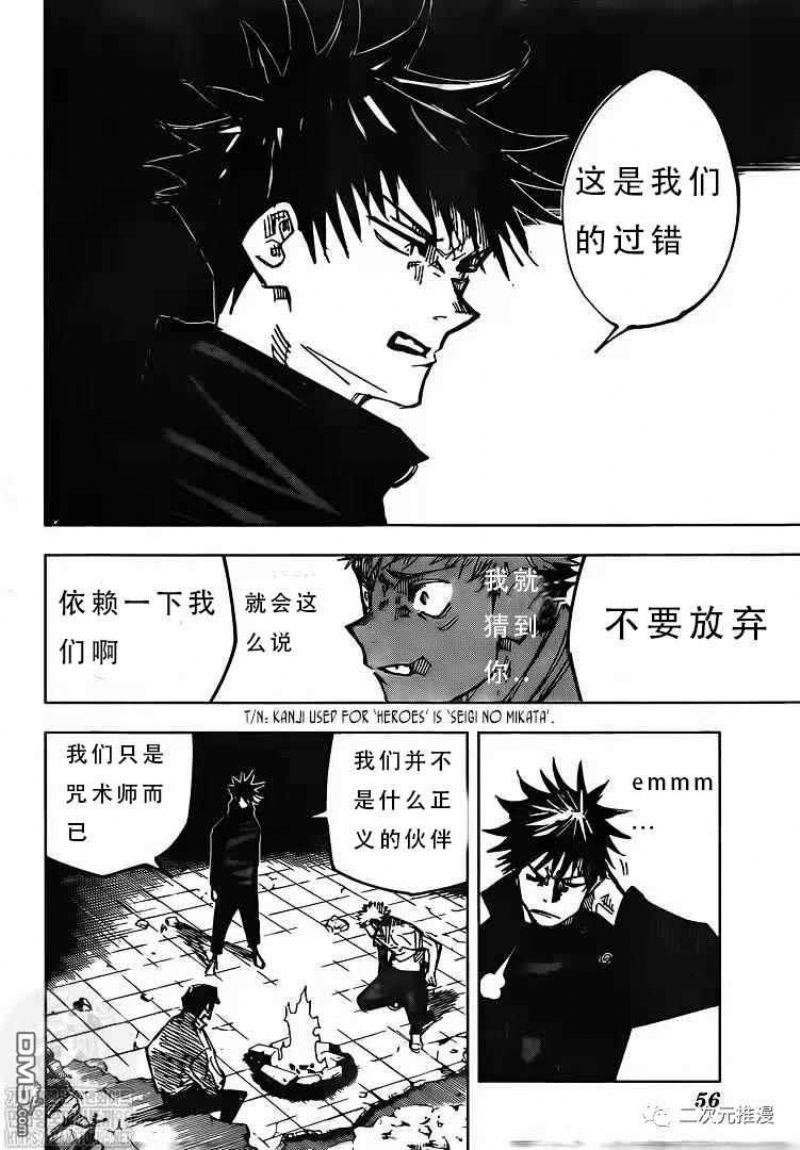 这是我们
的过错
不要放弃
我就
猜到
你..
就会这
么说
依赖一下我
们啊
T/N: KANJI USED FOR 'HEROES' IS 'SEIGI NO MIKATA'.
emmm
...
我们并不
是什么正
义的伙伴
我们只是
咒术师而
已
56
二次元推漫
DM5
.com